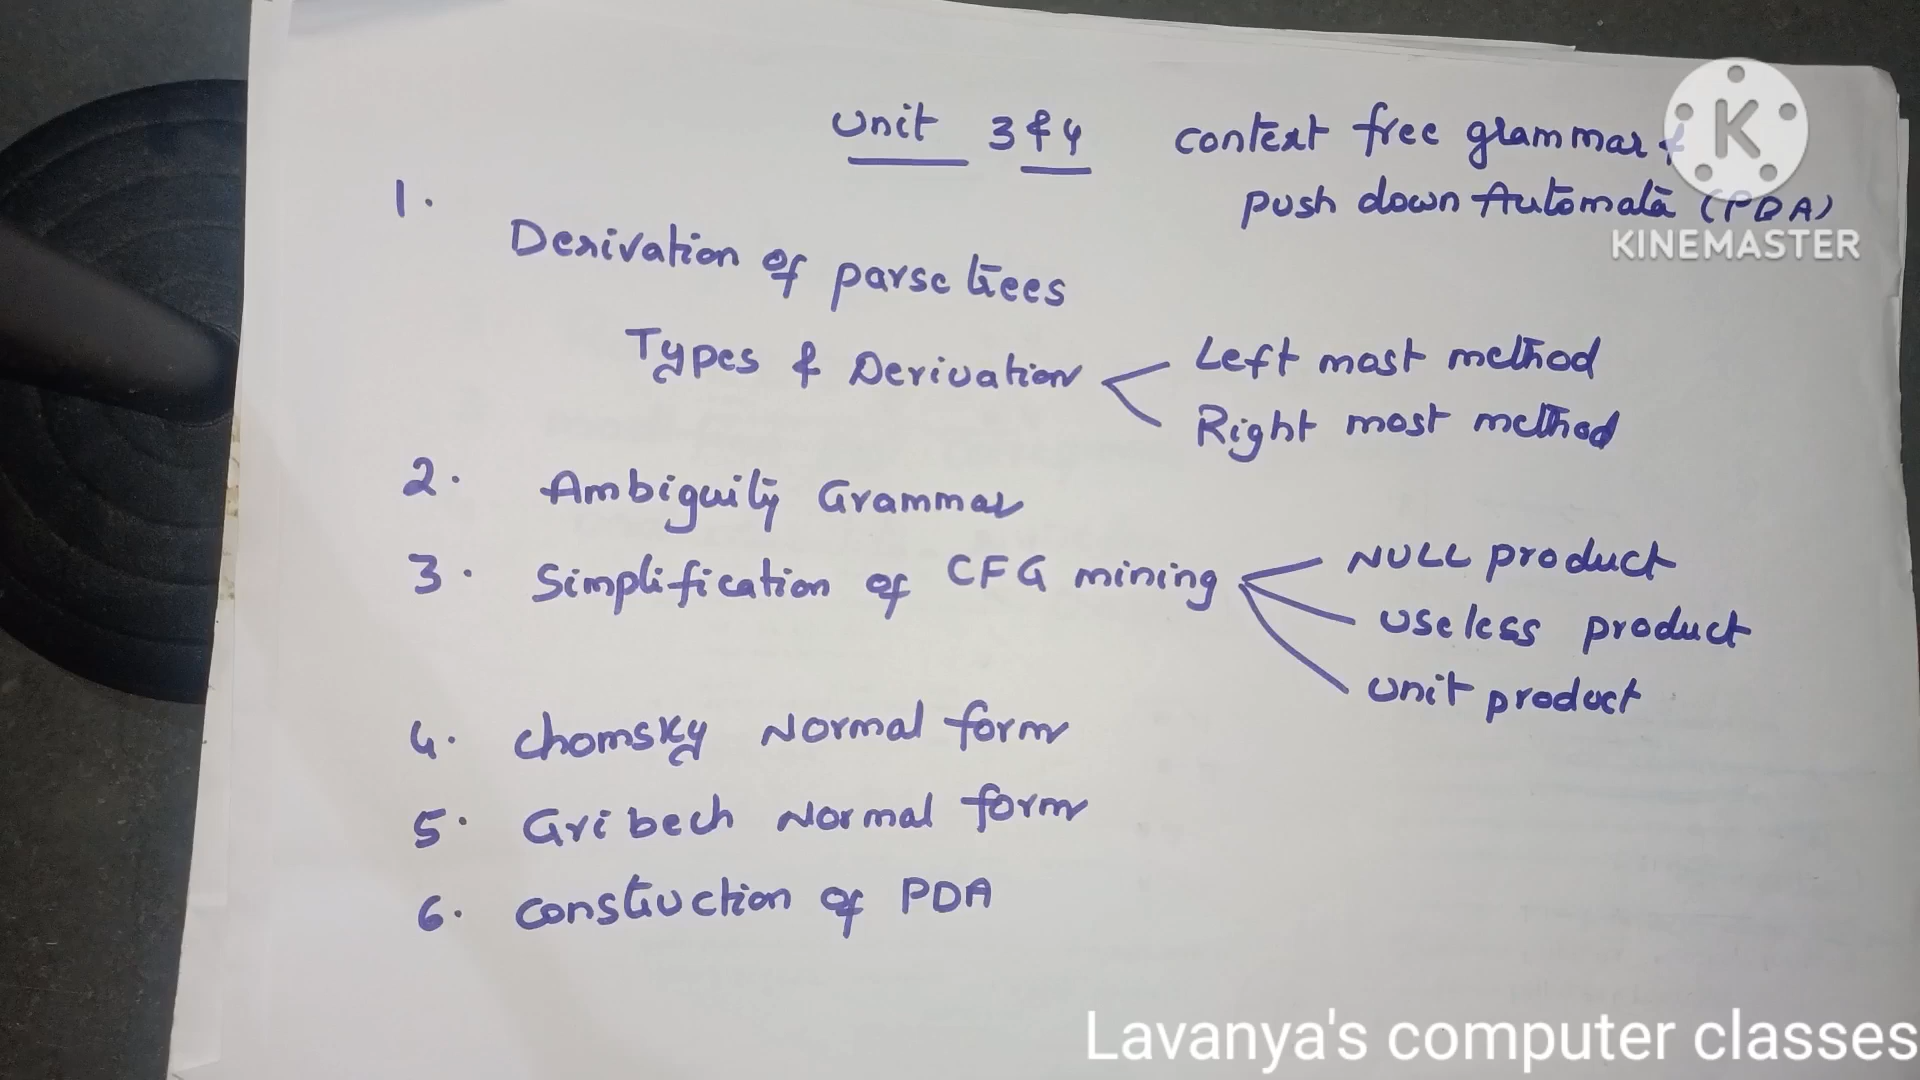 Unit 3 & 4 context free grammar &
push down Automata (PDA)
K
KINEMASTER
1.
Derivation of parse trees
Types & Derivation
Left most method
Right most method
2. Ambiguity Grammar
3. Simplification of CFG mining
NULL product
useless product
unit product
4. Chomsky Normal form
5. Gribech Normal form
6. construction of PDA
Lavanya's computer classes